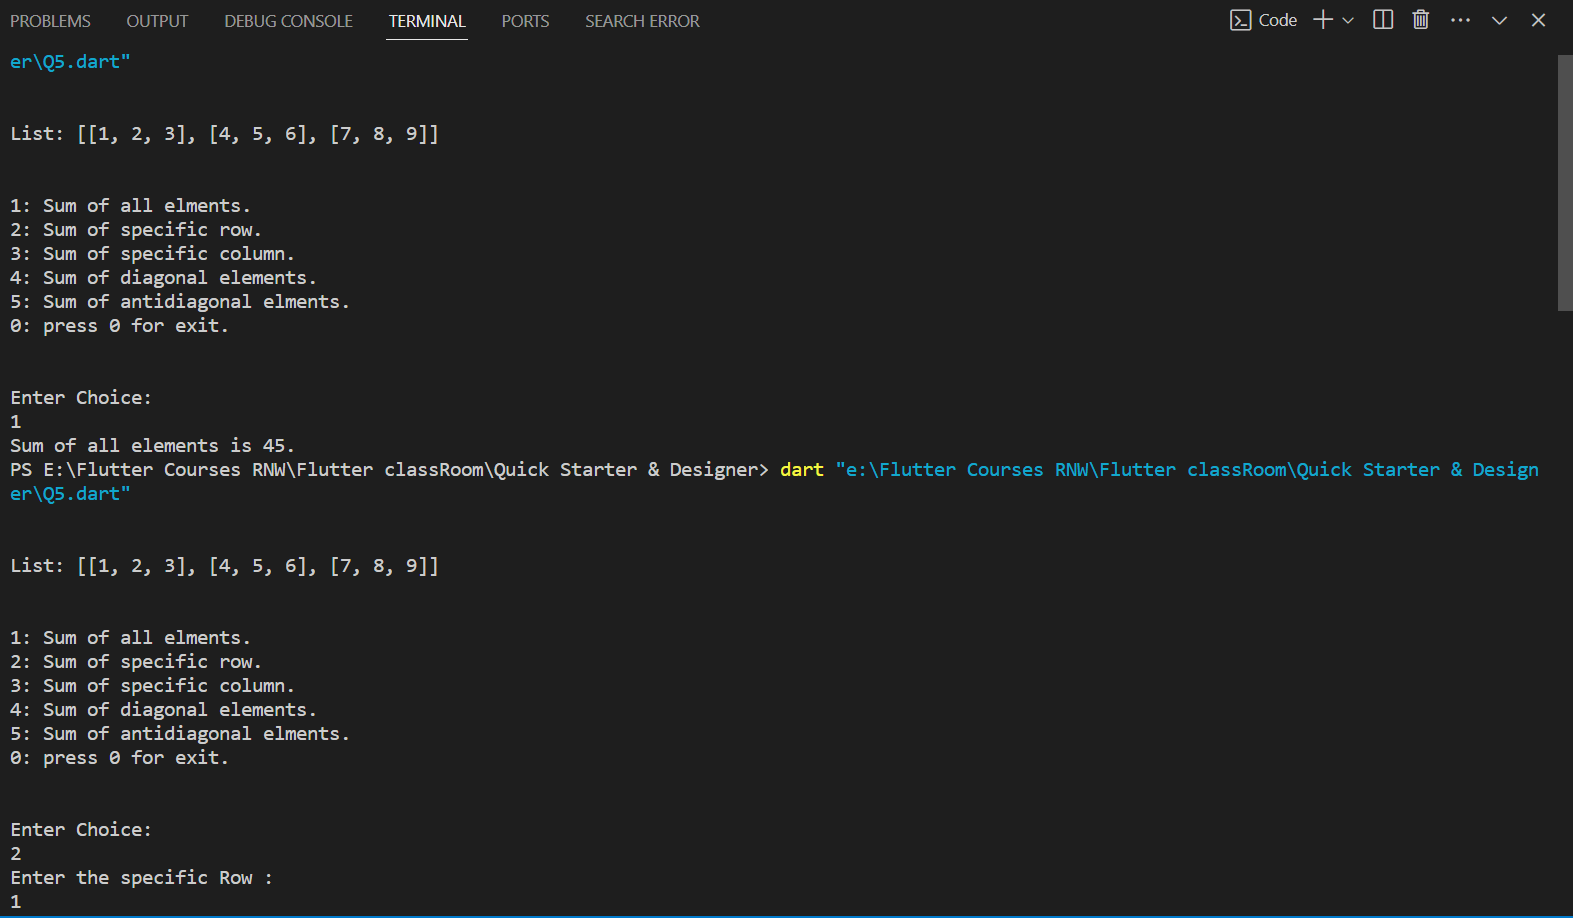 PROBLEMS OUTPUT DEBUG CONSOLE TERMINAL PORTS SEARCH ERROR Code
er\Q5.dart"
List: [[1, 2, 3], [4, 5, 6], [7, 8, 9]]
1: Sum of all elments.
2: Sum of specific row.
3: Sum of specific column.
4: Sum of diagonal elements.
5: Sum of antidiagonal elments.
0: press 0 for exit.
Enter Choice:
1
Sum of all elements is 45.
PS E:\Flutter Courses RNW\Flutter classRoom\Quick Starter & Designer> dart "e:\Flutter Courses RNW\Flutter classRoom\Quick Starter & Design
er\Q5.dart"
List: [[1, 2, 3], [4, 5, 6], [7, 8, 9]]
1: Sum of all elments.
2: Sum of specific row.
3: Sum of specific column.
4: Sum of diagonal elements.
5: Sum of antidiagonal elments.
0: press 0 for exit.
Enter Choice:
2
Enter the specific Row :
1